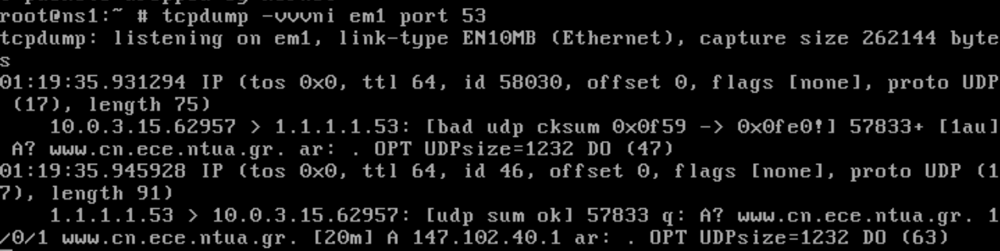 root@ns1:~ # tcpdump -vvvni em1 port 53
tcpdump: listening on em1, link-type EN10MB (Ethernet), capture size 262144 byte
s
01:19:35.931294 IP (tos 0x0, ttl 64, id 58030, offset 0, flags [none], proto UDP
 (17), length 75)
    10.0.3.15.62957 > 1.1.1.1.53: [bad udp cksum 0x0f59 -> 0x0fe0!] 57833+ [1au]
 A? www.cn.ece.ntua.gr. ar: . OPT UDPsize=1232 DO (47)
01:19:35.945928 IP (tos 0x0, ttl 64, id 46, offset 0, flags [none], proto UDP (1
7), length 91)
    1.1.1.1.53 > 10.0.3.15.62957: [udp sum ok] 57833 q: A? www.cn.ece.ntua.gr. 1
/0/1 www.cn.ece.ntua.gr. [20m] A 147.102.40.1 ar: . OPT UDPsize=1232 DO (63)